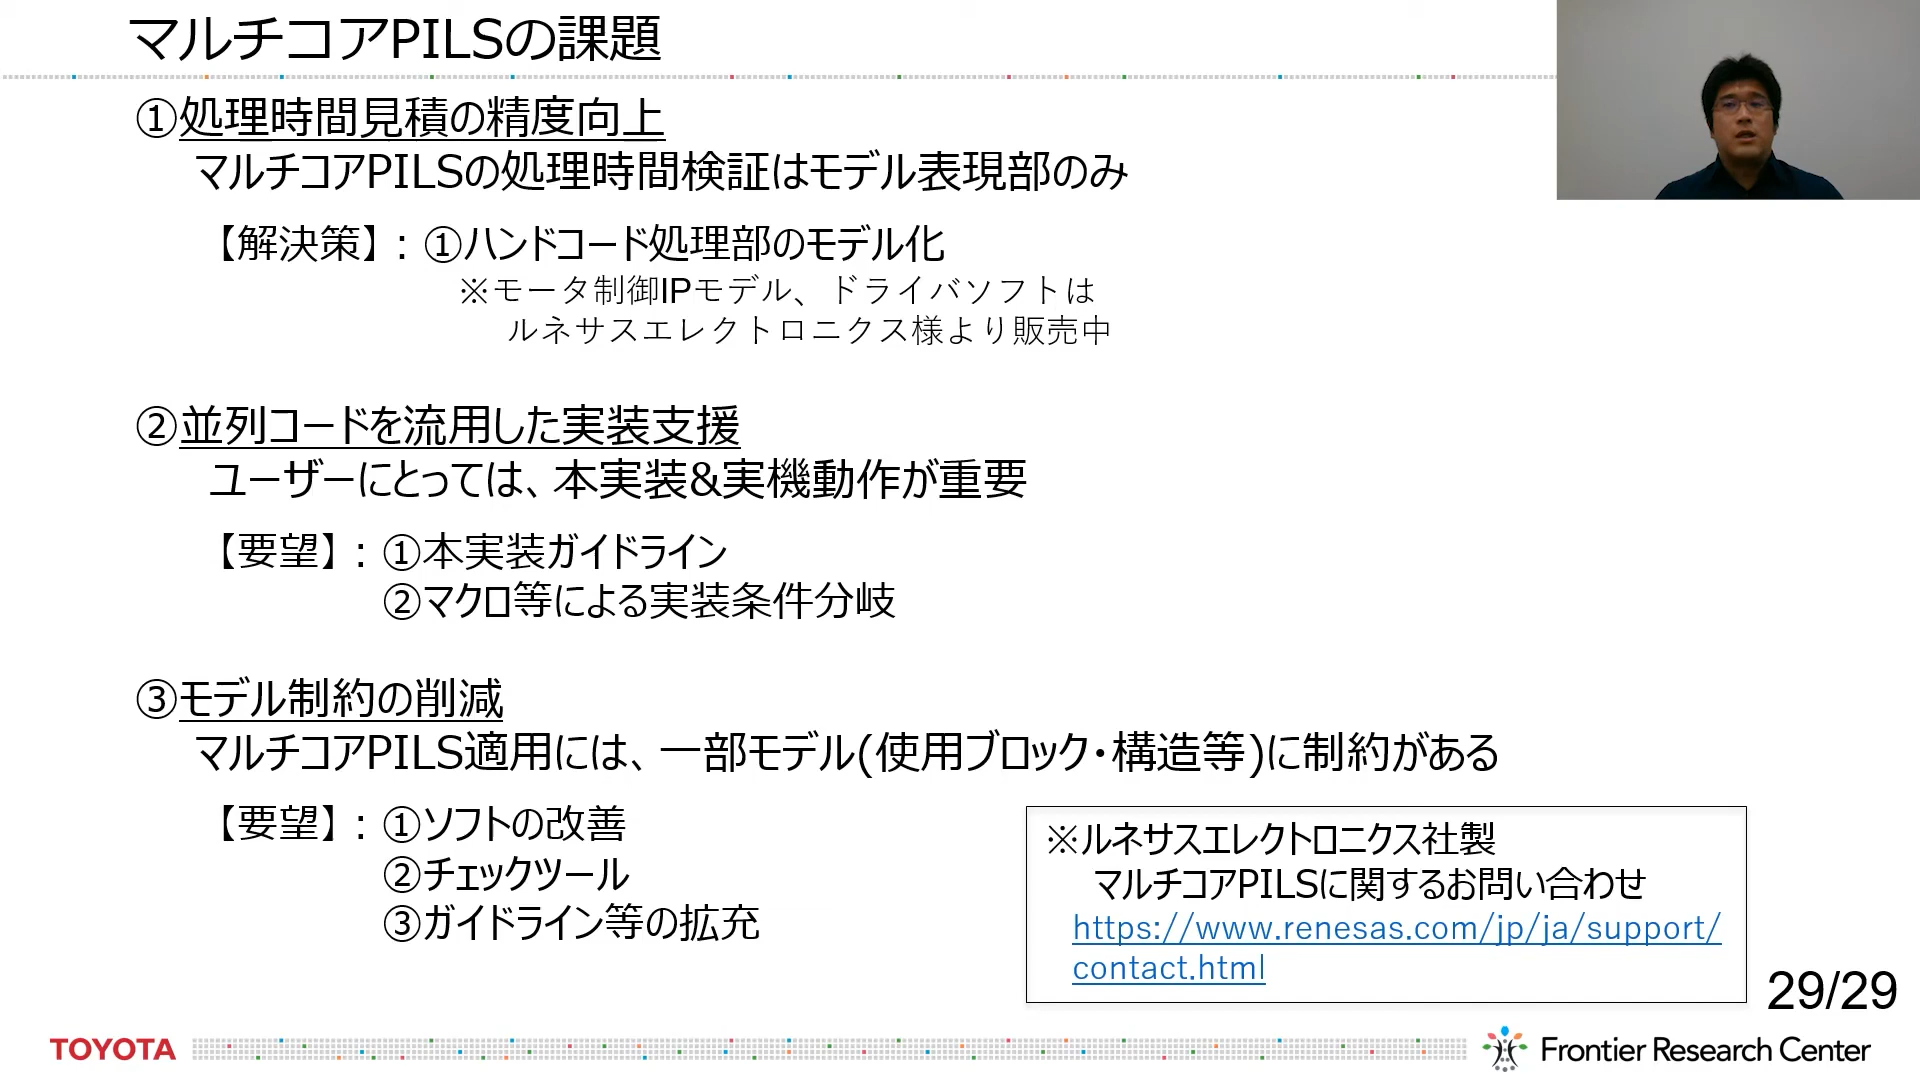 マルチコアPILSの課題
①処理時間見積の精度向上
マルチコアPILSの処理時間検証はモデル表現部のみ
【解決策】:①ハンドコード処理部のモデル化
※モータ制御IPモデル、ドライバソフトは
ルネサスエレクトロニクス様より販売中
②並列コードを流用した実装支援
ユーザーにとっては、本実装&実機動作が重要
【要望】:①本実装ガイドライン
②マクロ等による実装条件分岐
③モデル制約の削減
マルチコアPILS適用には、一部モデル(使用ブロック・構造等)に制約がある
【要望】:①ソフトの改善
②チェックツール
③ガイドライン等の拡充
※ルネサスエレクトロニクス社製
マルチコアPILSに関するお問い合わせ
https://www.renesas.com/jp/ja/support/
contact.html
29/29
TOYOTA
Frontier Research Center